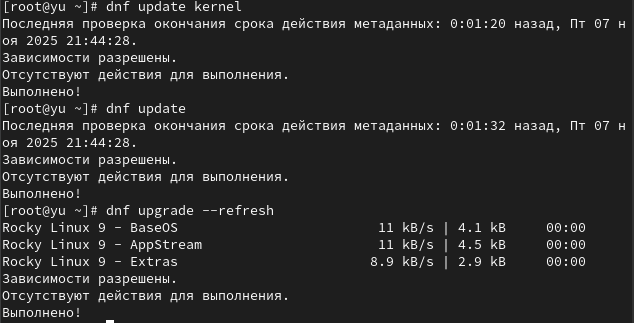 [root@yu ~]# dnf update kernel
Последняя проверка окончания срока действия метаданных: 0:01:20 назад, Пт 07 н
оя 2025 21:44:28.
Зависимости разрешены.
Отсутствуют действия для выполнения.
Выполнено!
[root@yu ~]# dnf update
Последняя проверка окончания срока действия метаданных: 0:01:32 назад, Пт 07 н
оя 2025 21:44:28.
Зависимости разрешены.
Отсутствуют действия для выполнения.
Выполнено!
[root@yu ~]# dnf upgrade --refresh
Rocky Linux 9 - BaseOS                          11 kB/s | 4.1 kB     00:00
Rocky Linux 9 - AppStream                       11 kB/s | 4.5 kB     00:00
Rocky Linux 9 - Extras                         8.9 kB/s | 2.9 kB     00:00
Зависимости разрешены.
Отсутствуют действия для выполнения.
Выполнено!